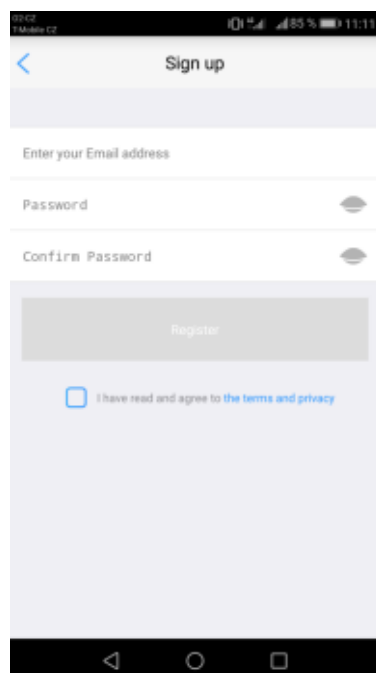 O2 CZ
T-Mobile CZ
85 % 11:11
Sign up
Enter your Email address
Password
Confirm Password
Register
I have read and agree to the terms and privacy